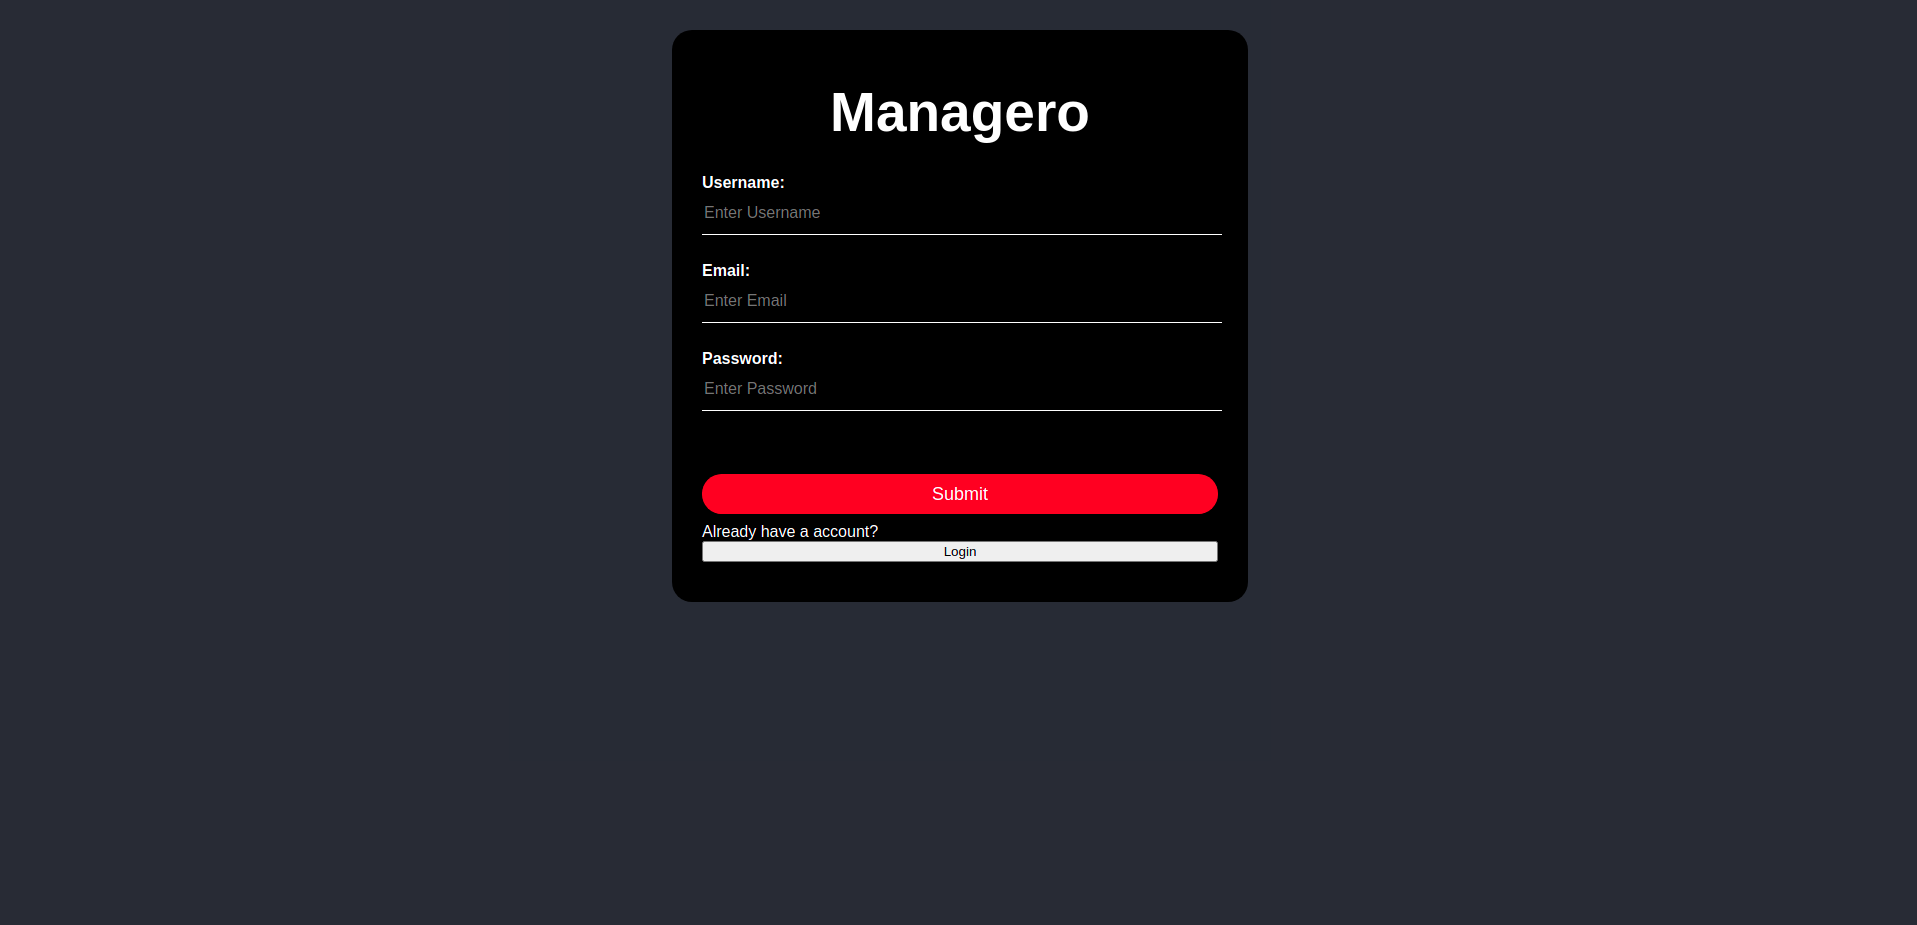 Managero
Username:
Enter Username
Email:
Enter Email
Password:
Enter Password
Submit
Already have a account?
Login